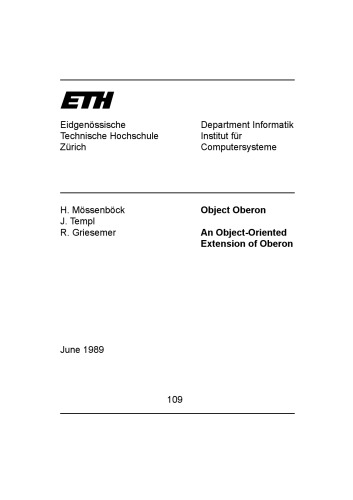 ETH
Eidgenössische
Technische Hochschule
Zürich
Department Informatik
Institut für
Computersysteme
H. Mössenböck
J. Templ
R. Griesemer
Object Oberon
An Object-Oriented
Extension of Oberon
June 1989
109